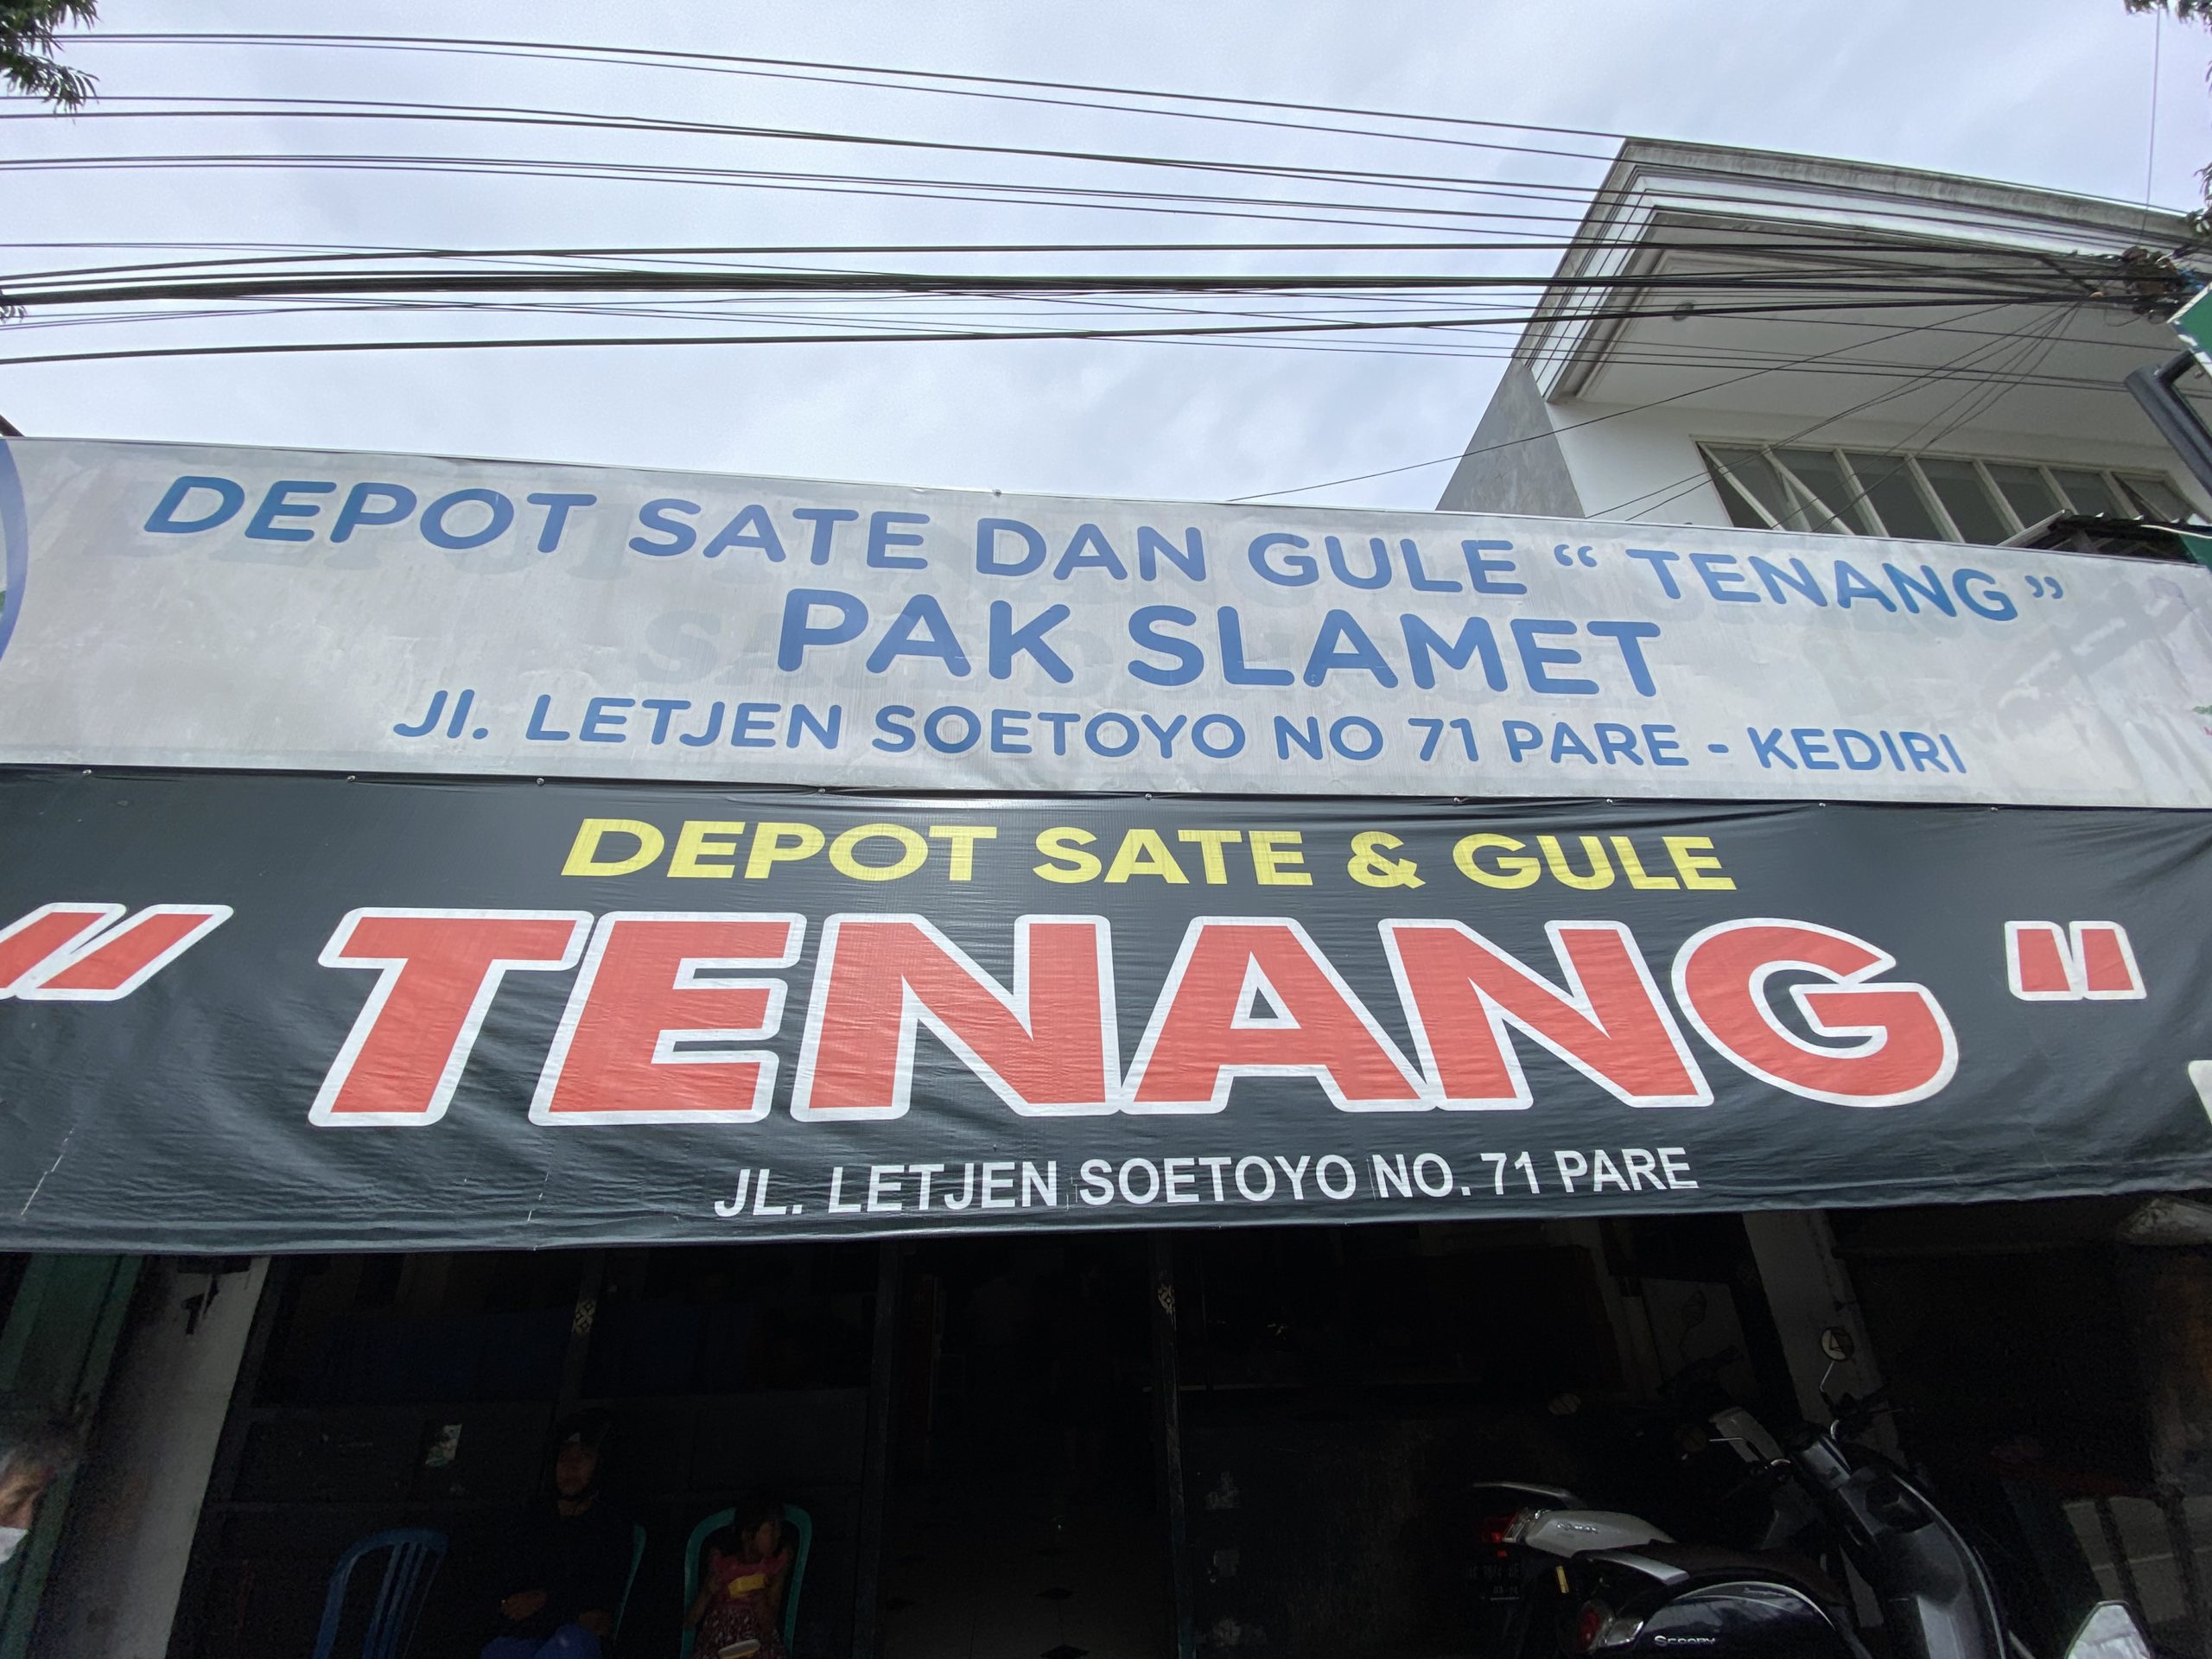 DEPOT SATE DAN GULE “ TENANG ”
PAK SLAMET
Jl. LETJEN SOETOYO NO 71 PARE - KEDIRI
DEPOT SATE & GULE
" TENANG "
JL. LETJEN SOETOYO NO. 71 PARE
SCOOPY